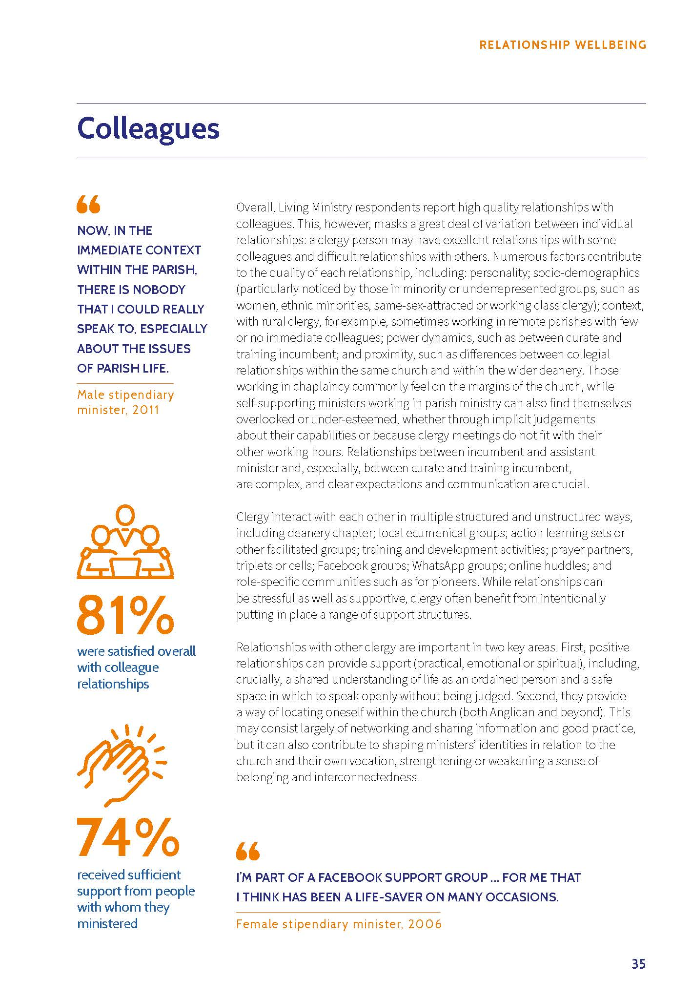 RELATIONSHIP WELLBEING
Colleagues
“
NOW, IN THE
IMMEDIATE CONTEXT
WITHIN THE PARISH,
THERE IS NOBODY
THAT I COULD REALLY
SPEAK TO, ESPECIALLY
ABOUT THE ISSUES
OF PARISH LIFE.
Male stipendiary
minister, 2011
81%
were satisfied overall
with colleague
relationships
74%
received sufficient
support from people
with whom they
ministered
Overall, Living Ministry respondents report high quality relationships with
colleagues. This, however, masks a great deal of variation between individual
relationships: a clergy person may have excellent relationships with some
colleagues and difficult relationships with others. Numerous factors contribute
to the quality of each relationship, including: personality; socio-demographics
(particularly noticed by those in minority or underrepresented groups, such as
women, ethnic minorities, same-sex-attracted or working class clergy); context,
with rural clergy, for example, sometimes working in remote parishes with few
or no immediate colleagues; power dynamics, such as between curate and
training incumbent; and proximity, such as differences between collegial
relationships within the same church and within the wider deanery. Those
working in chaplaincy commonly feel on the margins of the church, while
self-supporting ministers working in parish ministry can also find themselves
overlooked or under-esteemed, whether through implicit judgements
about their capabilities or because clergy meetings do not fit with their
other working hours. Relationships between incumbent and assistant
minister and, especially, between curate and training incumbent,
are complex, and clear expectations and communication are crucial.
Clergy interact with each other in multiple structured and unstructured ways,
including deanery chapter; local ecumenical groups; action learning sets or
other facilitated groups; training and development activities; prayer partners,
triplets or cells; Facebook groups; WhatsApp groups; online huddles; and
role-specific communities such as for pioneers. While relationships can
be stressful as well as supportive, clergy often benefit from intentionally
putting in place a range of support structures.
Relationships with other clergy are important in two key areas. First, positive
relationships can provide support (practical, emotional or spiritual), including,
crucially, a shared understanding of life as an ordained person and a safe
space in which to speak openly without being judged. Second, they provide
a way of locating oneself within the church (both Anglican and beyond). This
may consist largely of networking and sharing information and good practice,
but it can also contribute to shaping ministers’ identities in relation to the
church and their own vocation, strengthening or weakening a sense of
belonging and interconnectedness.
“
I’M PART OF A FACEBOOK SUPPORT GROUP ... FOR ME THAT
I THINK HAS BEEN A LIFE-SAVER ON MANY OCCASIONS.
Female stipendiary minister, 2006
35